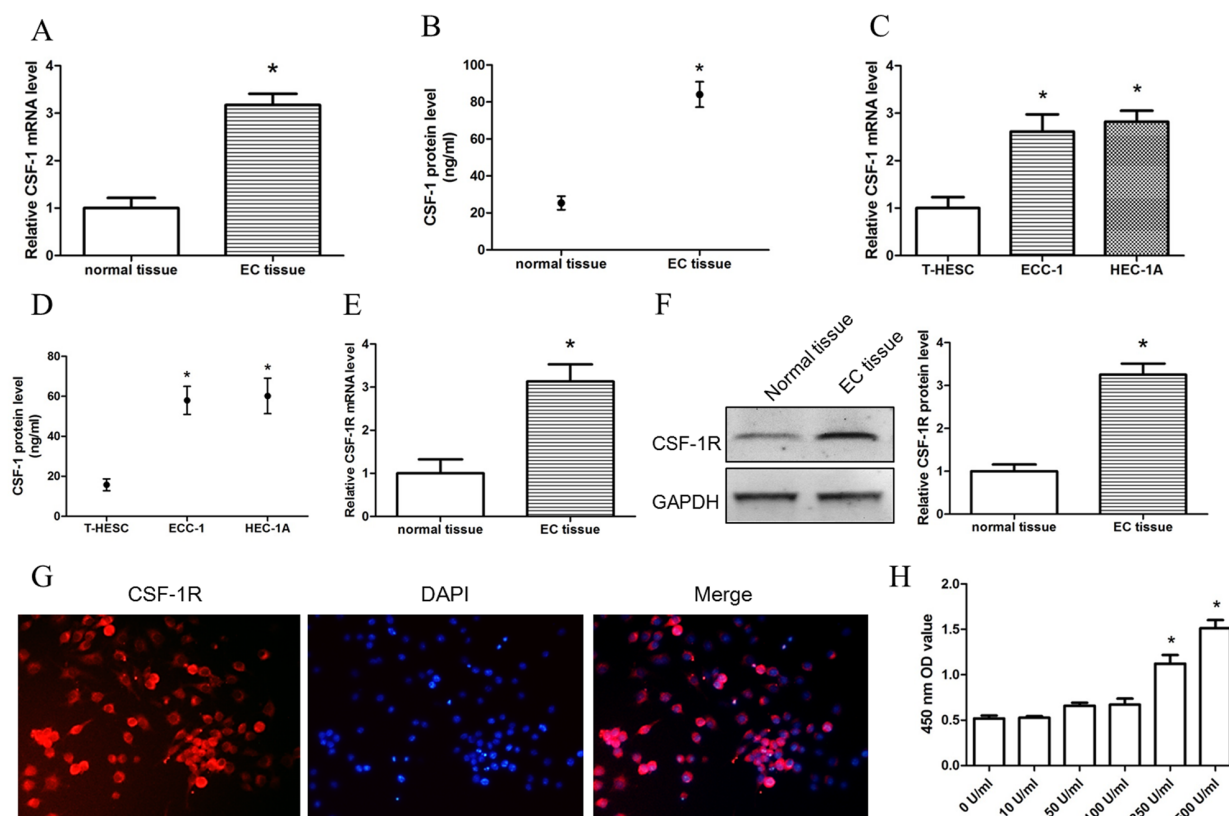 A
Relative CSF-1 mRNA level
4
3
2
1
0
*
normal tissue
EC tissue
B
CSF-1 protein level
(ng/ml)
100
80
60
40
20
0
*
normal tissue
EC tissue
C
Relative CSF-1 mRNA level
4
3
2
1
0
*
*
T-HESC
ECC-1
HEC-1A
D
CSF-1 protein level
(ng/ml)
80
60
40
20
0
*
*
T-HESC
ECC-1
HEC-1A
E
Relative CSF-1R mRNA level
4
3
2
1
0
*
normal tissue
EC tissue
F
Normal tissue
EC tissue
CSF-1R
GAPDH
Relative CSF-1R protein level
4
3
2
1
0
*
normal tissue
EC tissue
G
CSF-1R
DAPI
Merge
H
450 nm OD value
2.0
1.5
1.0
0.5
0.0
*
*
0 U/ml
10 U/ml
50 U/ml
100 U/ml
250 U/ml
500 U/ml